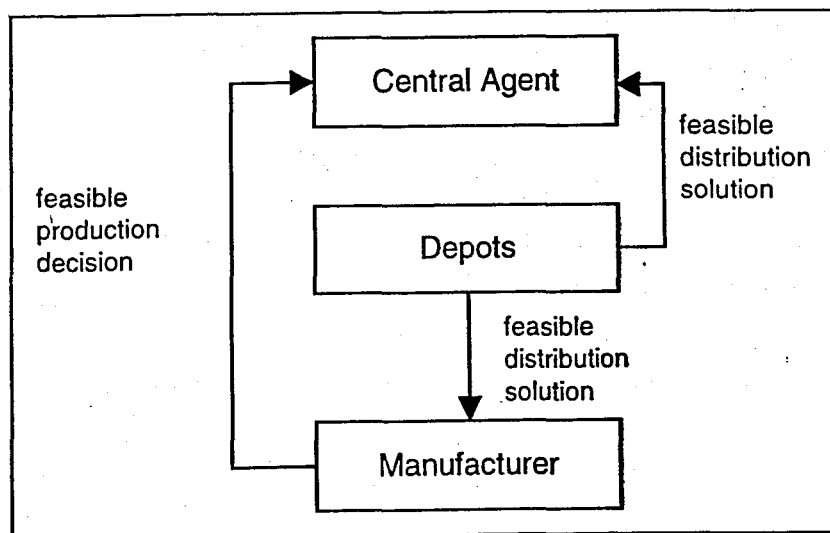 Central Agent
feasible
distribution
solution
feasible
production
decision
Depots
feasible
distribution
solution
Manufacturer